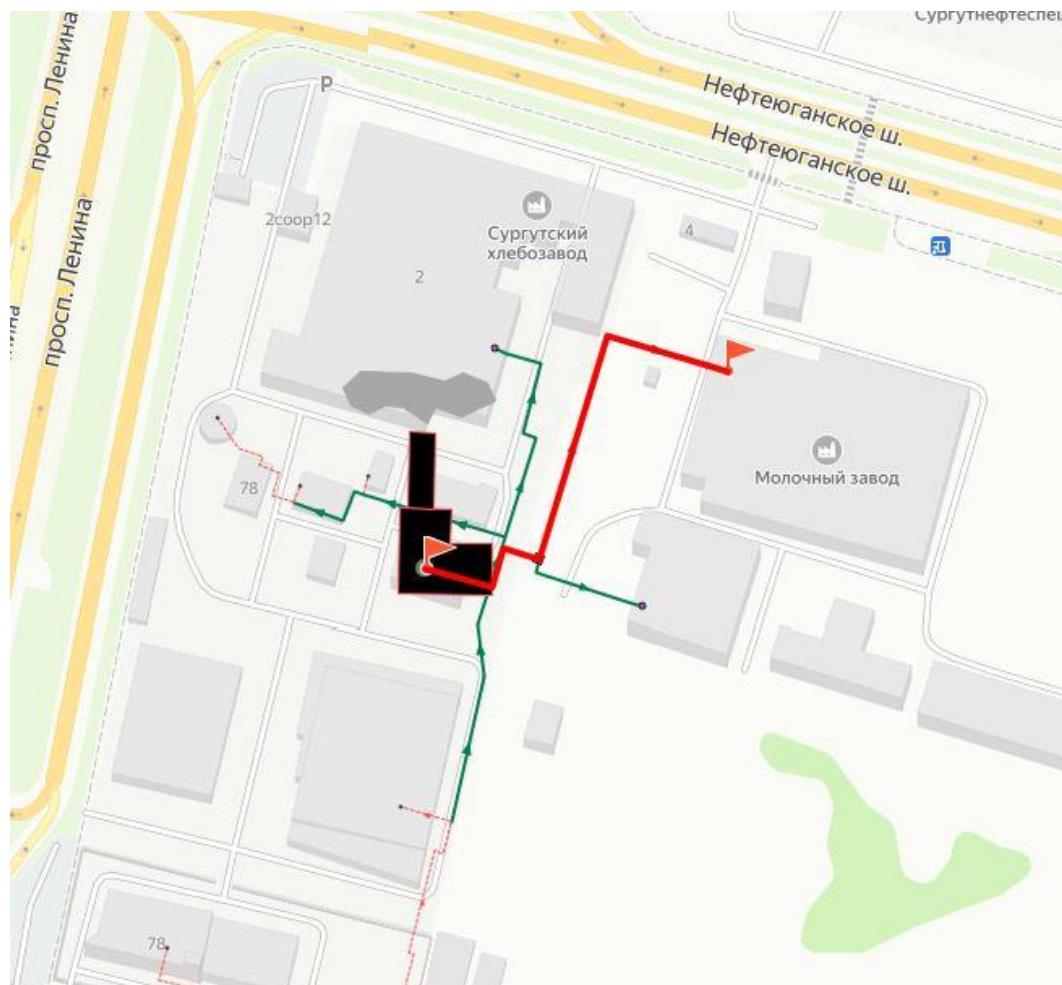 Сургутнефтеспец
просп. Ленина
Нефтеюганское ш.
Нефтеюганское ш.
P
просп. Ленина
2соор12
4
Сургутский
хлебозавод
2
Молочный завод
78
78